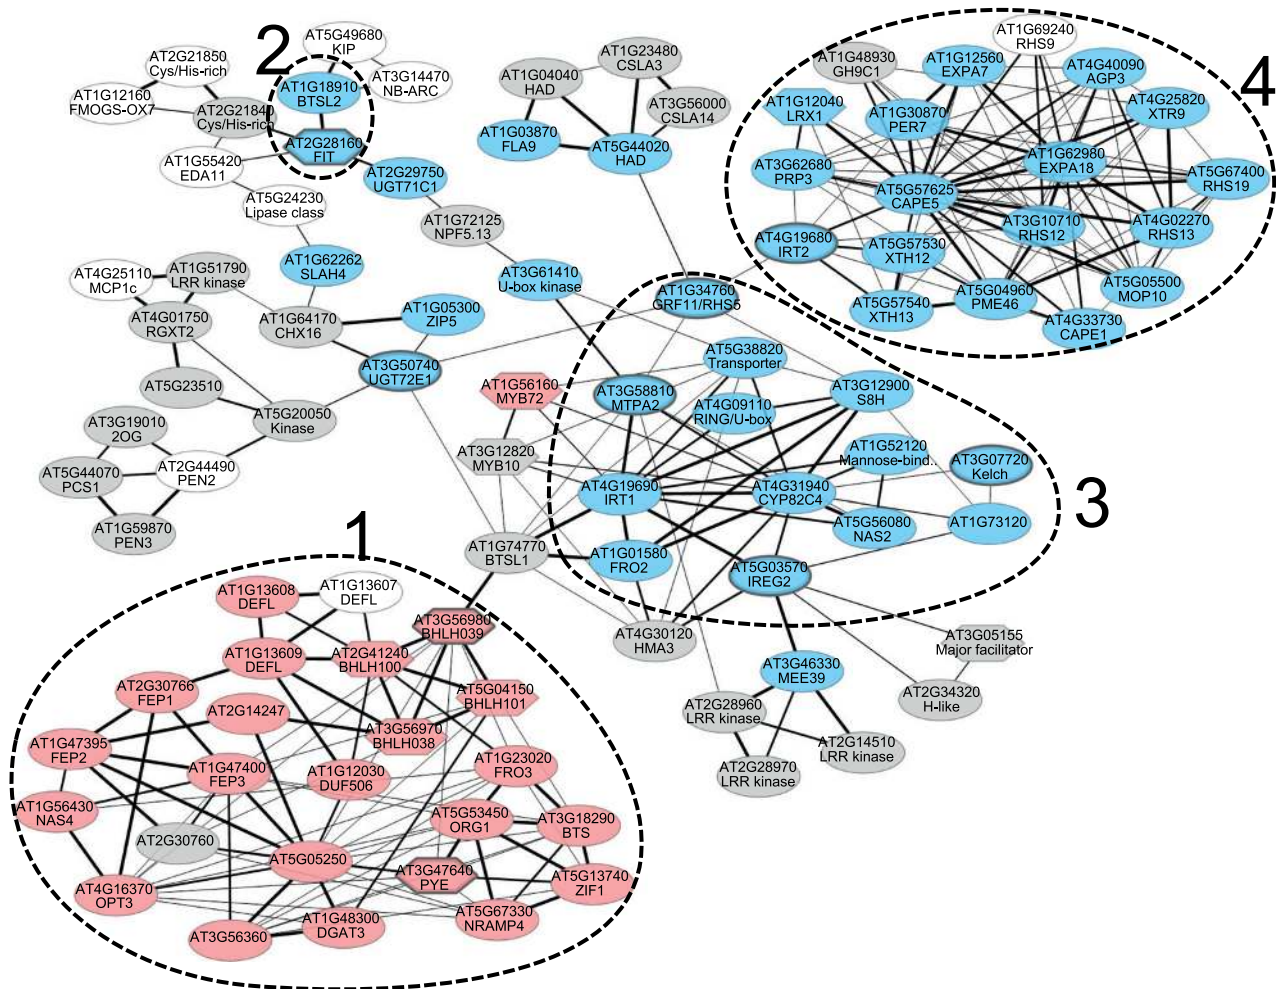 AT5G49680
KIP
AT2G21850
Cys/His-rich
2
AT3G14470
NB-ARC
AT1G12160
FMOGS-OX7
AT1G18910
BTSL2
AT2G21840
Cys/His-rich
AT2G28160
FIT
AT1G55420
EDA11
AT2G29750
UGT71C1
AT5G24230
Lipase class
AT1G72125
NPF5.13
AT1G23480
CSLA3
AT1G04040
HAD
AT3G56000
CSLA14
AT1G03870
FLA9
AT5G44020
HAD
4
AT1G69240
RHS9
AT1G48930
GH9C1
AT1G12560
EXPA7
AT4G40090
AGP3
AT1G12040
LRX1
AT1G30870
PER7
AT4G25820
XTR9
AT3G62680
PRP3
AT1G62980
EXPA18
AT5G67400
RHS19
AT5G57625
CAPE5
AT3G10710
RHS12
AT4G02270
RHS13
AT4G19680
IRT2
AT5G57530
XTH12
AT5G05500
MOP10
AT5G04960
PME46
AT5G57540
XTH13
AT4G33730
CAPE1
AT4G25110
MCP1c
AT1G51790
LRR kinase
AT1G62262
SLAH4
AT3G61410
U-box kinase
AT1G34760
GRF11/RHS5
AT4G01750
RGXT2
AT1G64170
CHX16
AT1G05300
ZIP5
AT5G23510
AT3G50740
UGT72E1
AT3G19010
2OG
AT5G20050
Kinase
AT5G44070
PCS1
AT2G44490
PEN2
AT1G59870
PEN3
3
AT5G38820
Transporter
AT1G56160
MYB72
AT3G58810
MTPA2
AT3G12900
S8H
AT4G09110
RING/U-box
AT3G12820
MYB10
AT1G52120
Mannose-bind..
AT3G07720
Kelch
AT4G19690
IRT1
AT4G31940
CYP82C4
AT5G56080
NAS2
AT1G73120
AT1G74770
BTSL1
AT1G01580
FRO2
AT5G03570
IREG2
AT4G30120
HMA3
AT3G05155
Major facilitator
AT3G46330
MEE39
AT2G34320
H-like
AT2G28960
LRR kinase
AT2G14510
LRR kinase
AT2G28970
LRR kinase
1
AT1G13608
DEFL
AT1G13607
DEFL
AT3G56980
BHLH039
AT1G13609
DEFL
AT2G41240
BHLH100
AT2G30766
FEP1
AT5G04150
BHLH101
AT2G14247
AT3G56970
BHLH038
AT1G47395
FEP2
AT1G47400
FEP3
AT1G12030
DUF506
AT1G23020
FRO3
AT1G56430
NAS4
AT5G53450
ORG1
AT3G18290
BTS
AT2G30760
AT5G05250
AT3G47640
PYE
AT4G16370
OPT3
AT5G13740
ZIF1
AT5G67330
NRAMP4
AT1G48300
DGAT3
AT3G56360